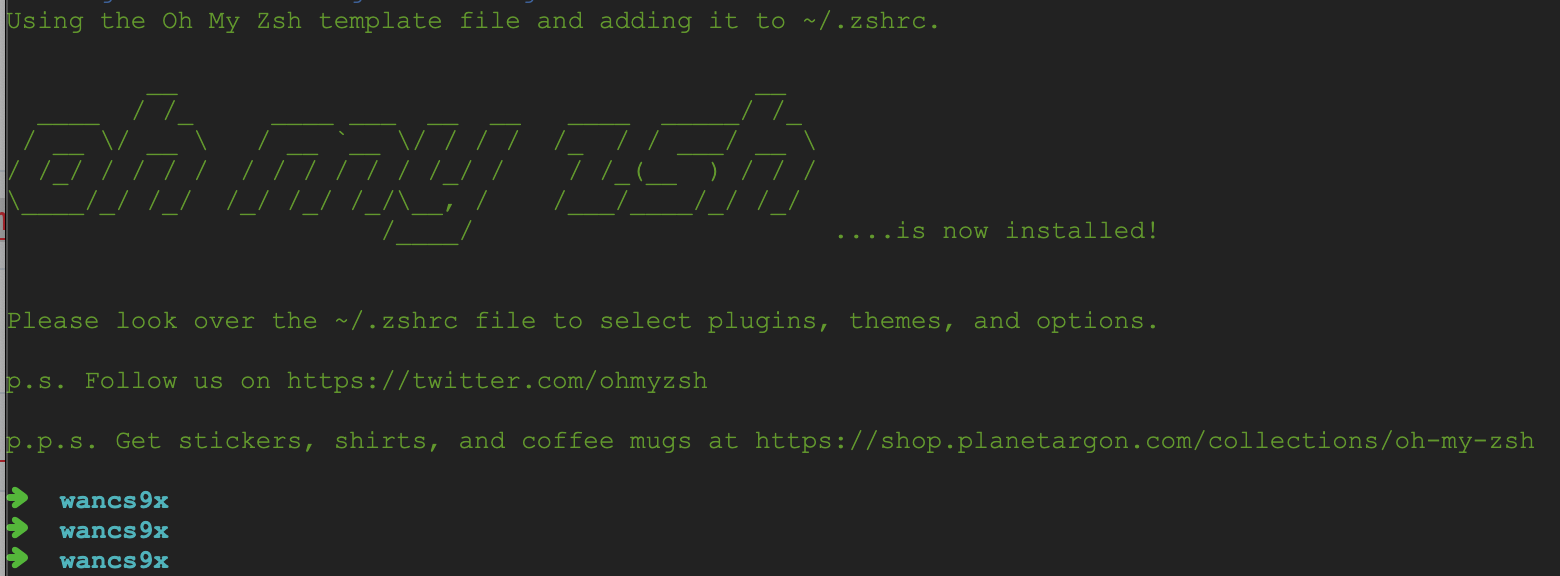 Using the Oh My Zsh template file and adding it to ~/.zshrc.
         __                                     __
  ____  / /_     ____ ___  __  __   ____  _____/ /_
 / __ \/ __ \   / __ `__ \/ / / /  /_  / / ___/ __ \
/ /_/ / / / /  / / / / / / /_/ /    / /_(__  ) / / /
\____/_/ /_/  /_/ /_/ /_/\__, /    /___/____/_/ /_/
                        /____/                       ....is now installed!
Please look over the ~/.zshrc file to select plugins, themes, and options.
p.s. Follow us on https://twitter.com/ohmyzsh
p.p.s. Get stickers, shirts, and coffee mugs at https://shop.planetargon.com/collections/oh-my-zsh
➜  wancs9x
➜  wancs9x
➜  wancs9x